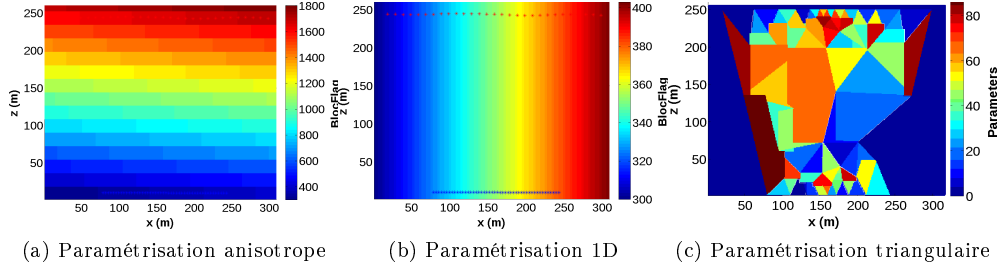 250
200
150
100
50
z (m)
50 100 150 200 250 300
x (m)
1800
1600
1400
1200
1000
800
600
400
BlocFlag
250
200
150
100
50
z (m)
50 100 150 200 250 300
x (m)
400
380
360
340
320
300
BlocFlag
250
200
150
100
50
z (m)
50 100 150 200 250 300
x (m)
80
60
40
20
0
Parameters
(a) Paramétrisation anisotrope
(b) Paramétrisation 1D
(c) Paramétrisation triangulaire